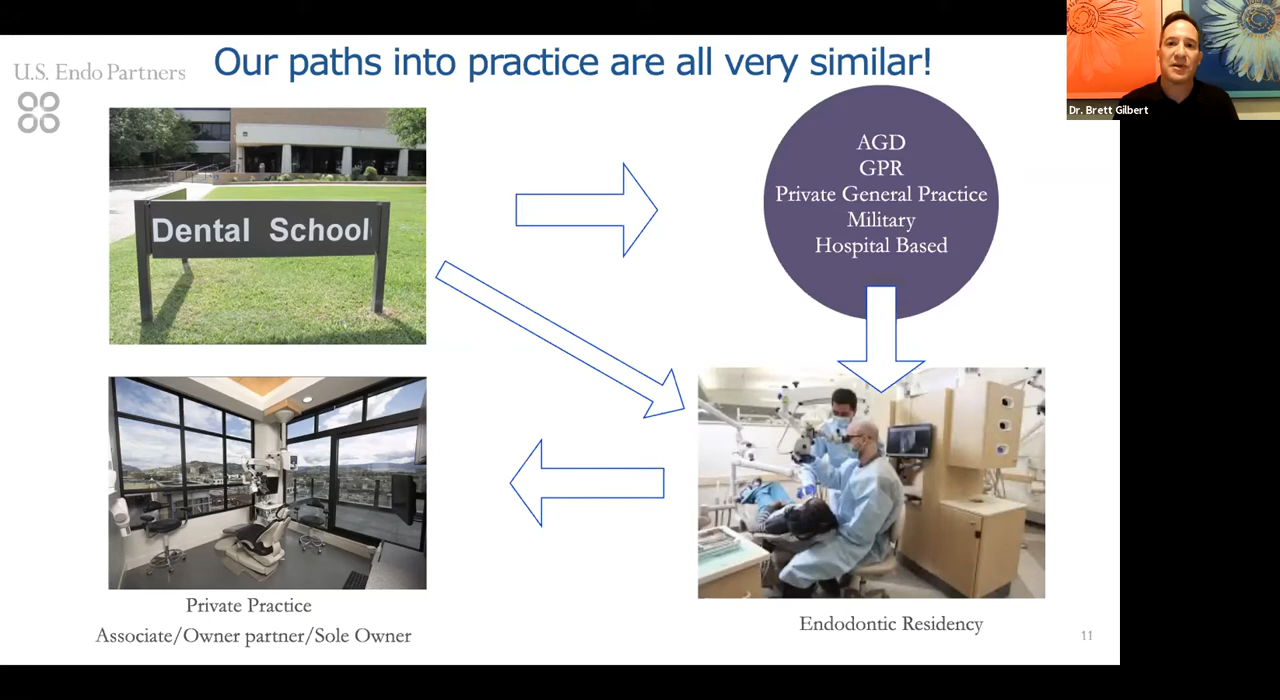 Our paths into practice are all very similar!
U.S. Endo Partners
Dr. Brett Gilbert
Dental School
AGD
GPR
Private General Practice
Military
Hospital Based
Private Practice
Associate/Owner partner/Sole Owner
Endodontic Residency
11